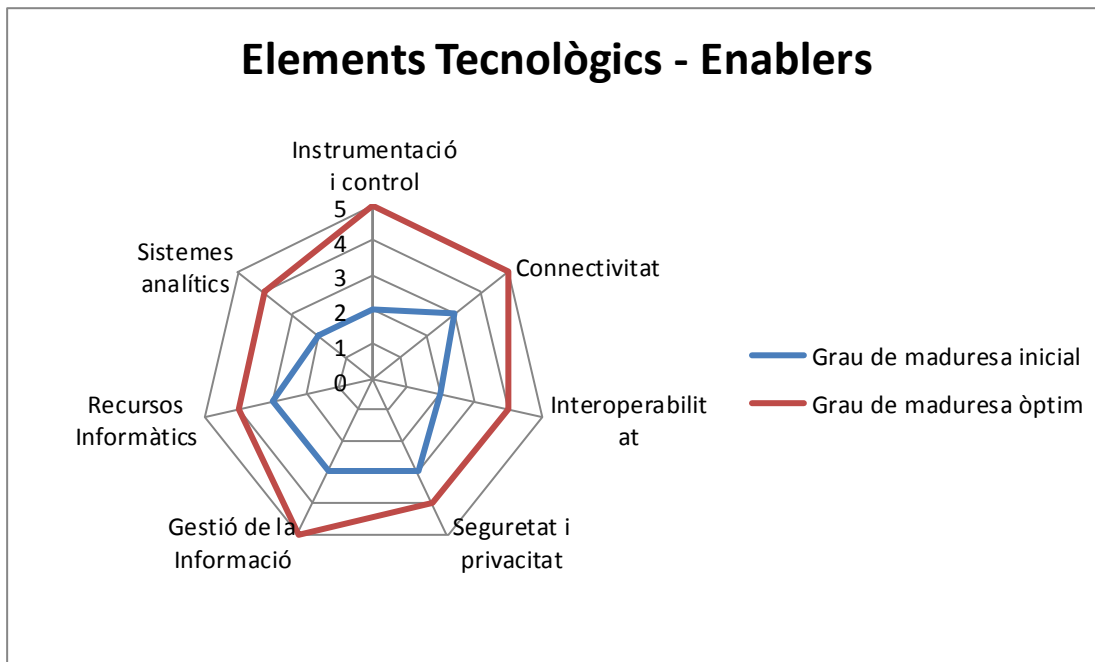 Elements Tecnològics - Enablers
Instrumentació
i control
5
4
3
2
1
0
Connectivitat
Interoperabilit
at
Seguretat i
privacitat
Gestió de la
Informació
Recursos
Informàtics
Sistemes
analítics
Grau de maduresa inicial
Grau de maduresa òptim